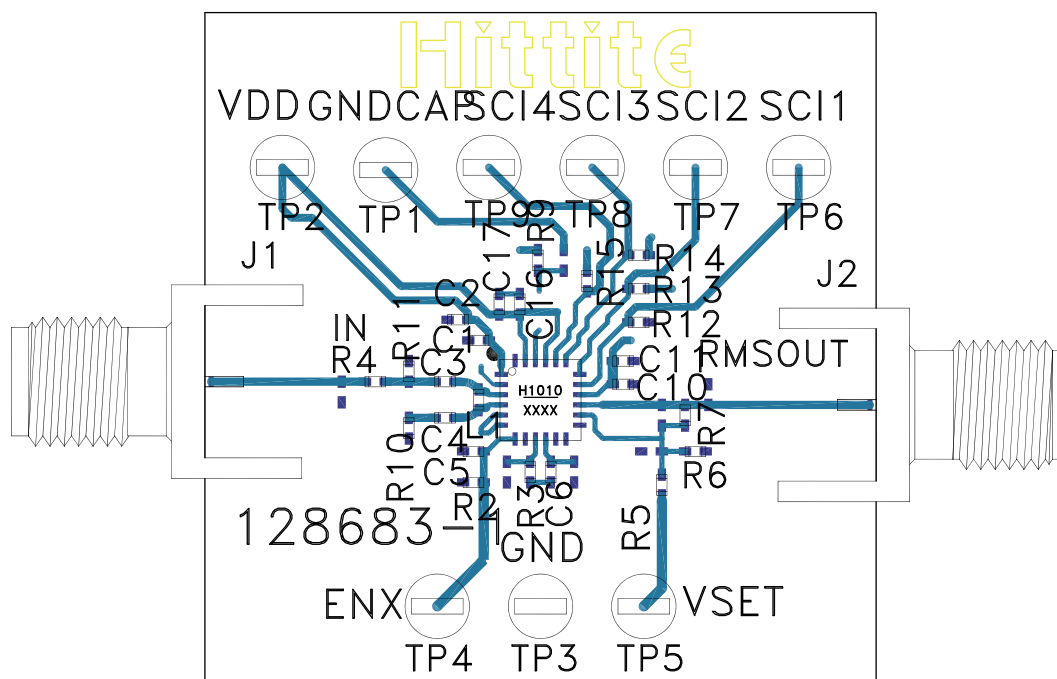 Hittite
VDD GND CAP SCI4 SCI3 SCI2 SCI1
TP2 TP1 TP9 TP8 TP7 TP6
J1
J2
R9
C17
C16
R15
R14
R13
R12
C2
C1
R11
IN
R4
C3
C11
C10
RMSOUT
H1010
XXXX
L1
C4
R10
C5
R2
R3
C6
R7
R6
R5
128683-1
GND
ENX
VSET
TP4 TP3 TP5